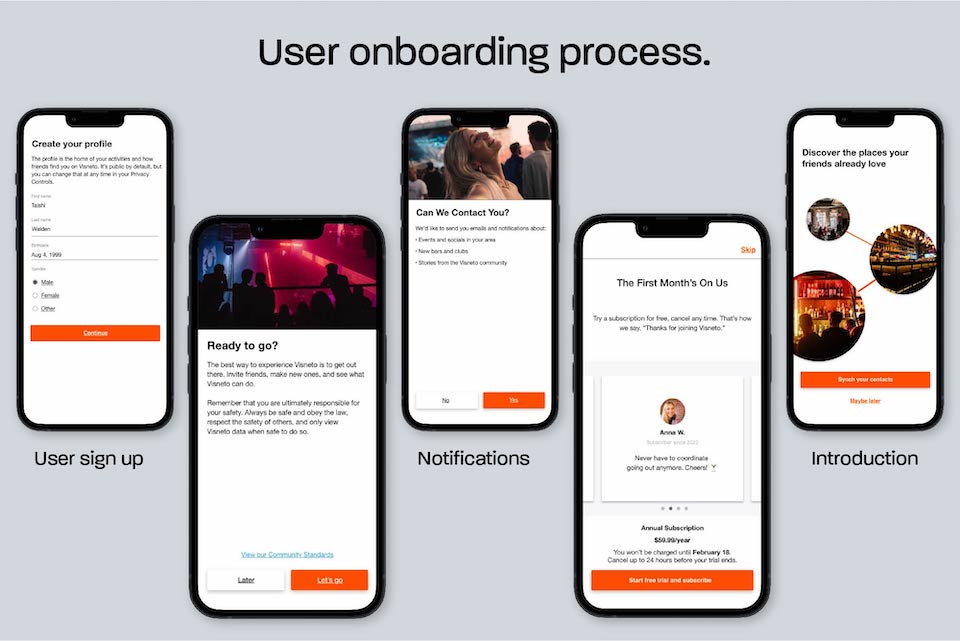 User onboarding process.
Create your profile
The profile is the home of your activities and how
friends find you on Visneto. It's public by default, but
you can change that at any time in your Privacy
Controls.
First name
Taishi
Last name
Walden
Birthdate
Aug 4, 1999
Gender
Male
Female
Other
Continue
User sign up
Ready to go?
The best way to experience Visneto is to get out
there. Invite friends, make new ones, and see what
Visneto can do.
Remember that you are ultimately responsible for
your safety. Always be safe and obey the law,
respect the safety of others, and only view
Visneto data when safe to do so.
View our Community Standards
Later
Let's go
Can We Contact You?
We'd like to send you emails and notifications about:
• Events and socials in your area
• New bars and clubs
• Stories from the Visneto community
No
Yes
Notifications
Skip
The First Month's On Us
Try a subscription for free, cancel any time. That's how
we say, "Thanks for joining Visneto."
Anna W.
Subscriber since 2022
Never have to coordinate
going out anymore. Cheers! 🍸
Annual Subscription
$59.99/year
You won't be charged until February 18.
Cancel up to 24 hours before your trial ends.
Start free trial and subscribe
Discover the places your
friends already love
Synch your contacts
Maybe later
Introduction